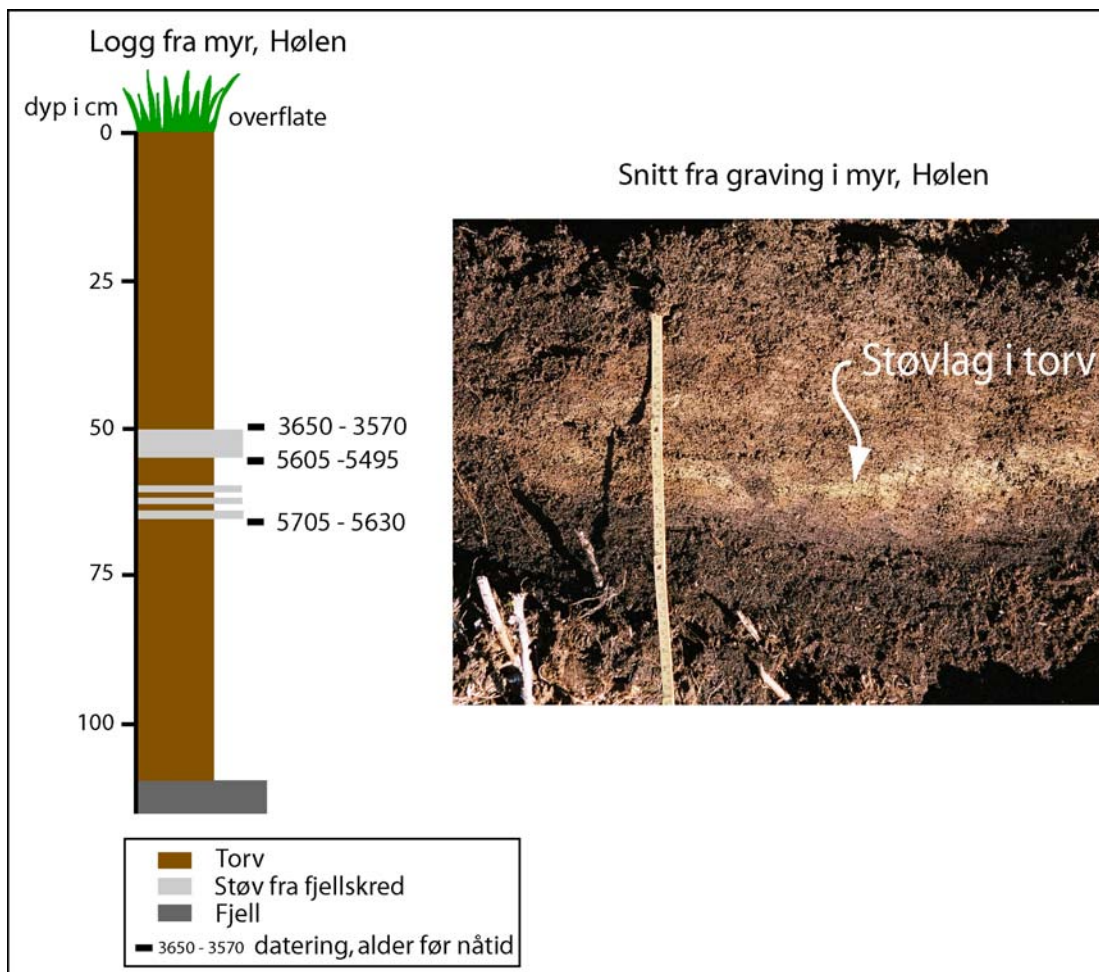 Logg fra myr, Hølen
dyp i cm
overflate
0
25
50
75
100
3650 - 3570
5605 -5495
5705 - 5630
Torv
Støv fra fjellskred
Fjell
3650 - 3570 datering, alder før nåtid
Snitt fra graving i myr, Hølen
Støvlag i torv